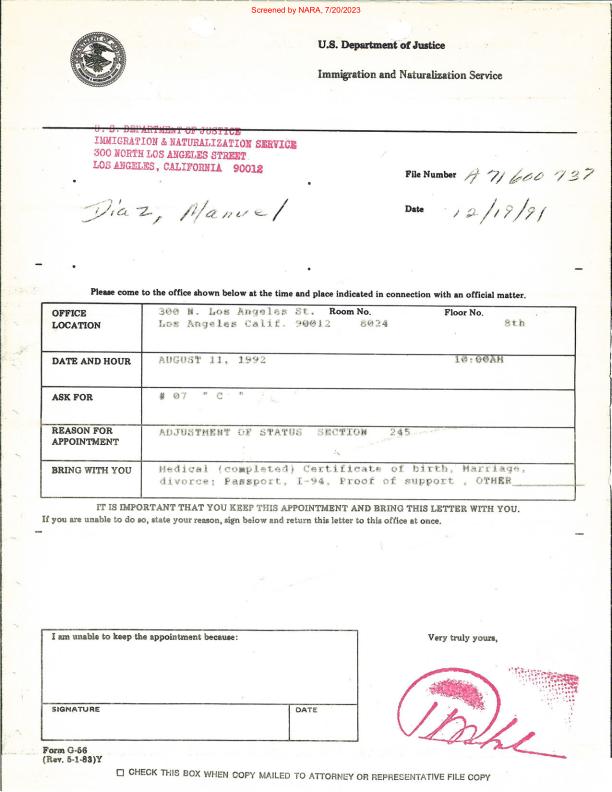 Screened by NARA, 7/20/2023
U.S. Department of Justice
Immigration and Naturalization Service
U. S. DEPARTMENT OF JUSTICE
IMMIGRATION & NATURALIZATION SERVICE
300 NORTH LOS ANGELES STREET
LOS ANGELES, CALIFORNIA 90012
File Number A 71 600 737
Diaz, Manuel
Date 12/19/91
Please come to the office shown below at the time and place indicated in connection with an official matter.
OFFICE LOCATION
300 N. Los Angeles St. Room No. Floor No.
Los Angeles Calif. 90012 8024 8th
DATE AND HOUR AUGUST 11, 1992 10:00AM
ASK FOR # 07 " C "
REASON FOR APPOINTMENT
ADJUSTMENT OF STATUS SECTION 245
BRING WITH YOU Medical (completed) Certificate of birth, Marriage,
divorce; Passport, I-94, Proof of support , OTHER
IT IS IMPORTANT THAT YOU KEEP THIS APPOINTMENT AND BRING THIS LETTER WITH YOU.
If you are unable to do so, state your reason, sign below and return this letter to this office at once.
I am unable to keep the appointment because:
Very truly yours,
SIGNATURE DATE
Form G-56
(Rev. 5-1-83)Y
☐ CHECK THIS BOX WHEN COPY MAILED TO ATTORNEY OR REPRESENTATIVE FILE COPY